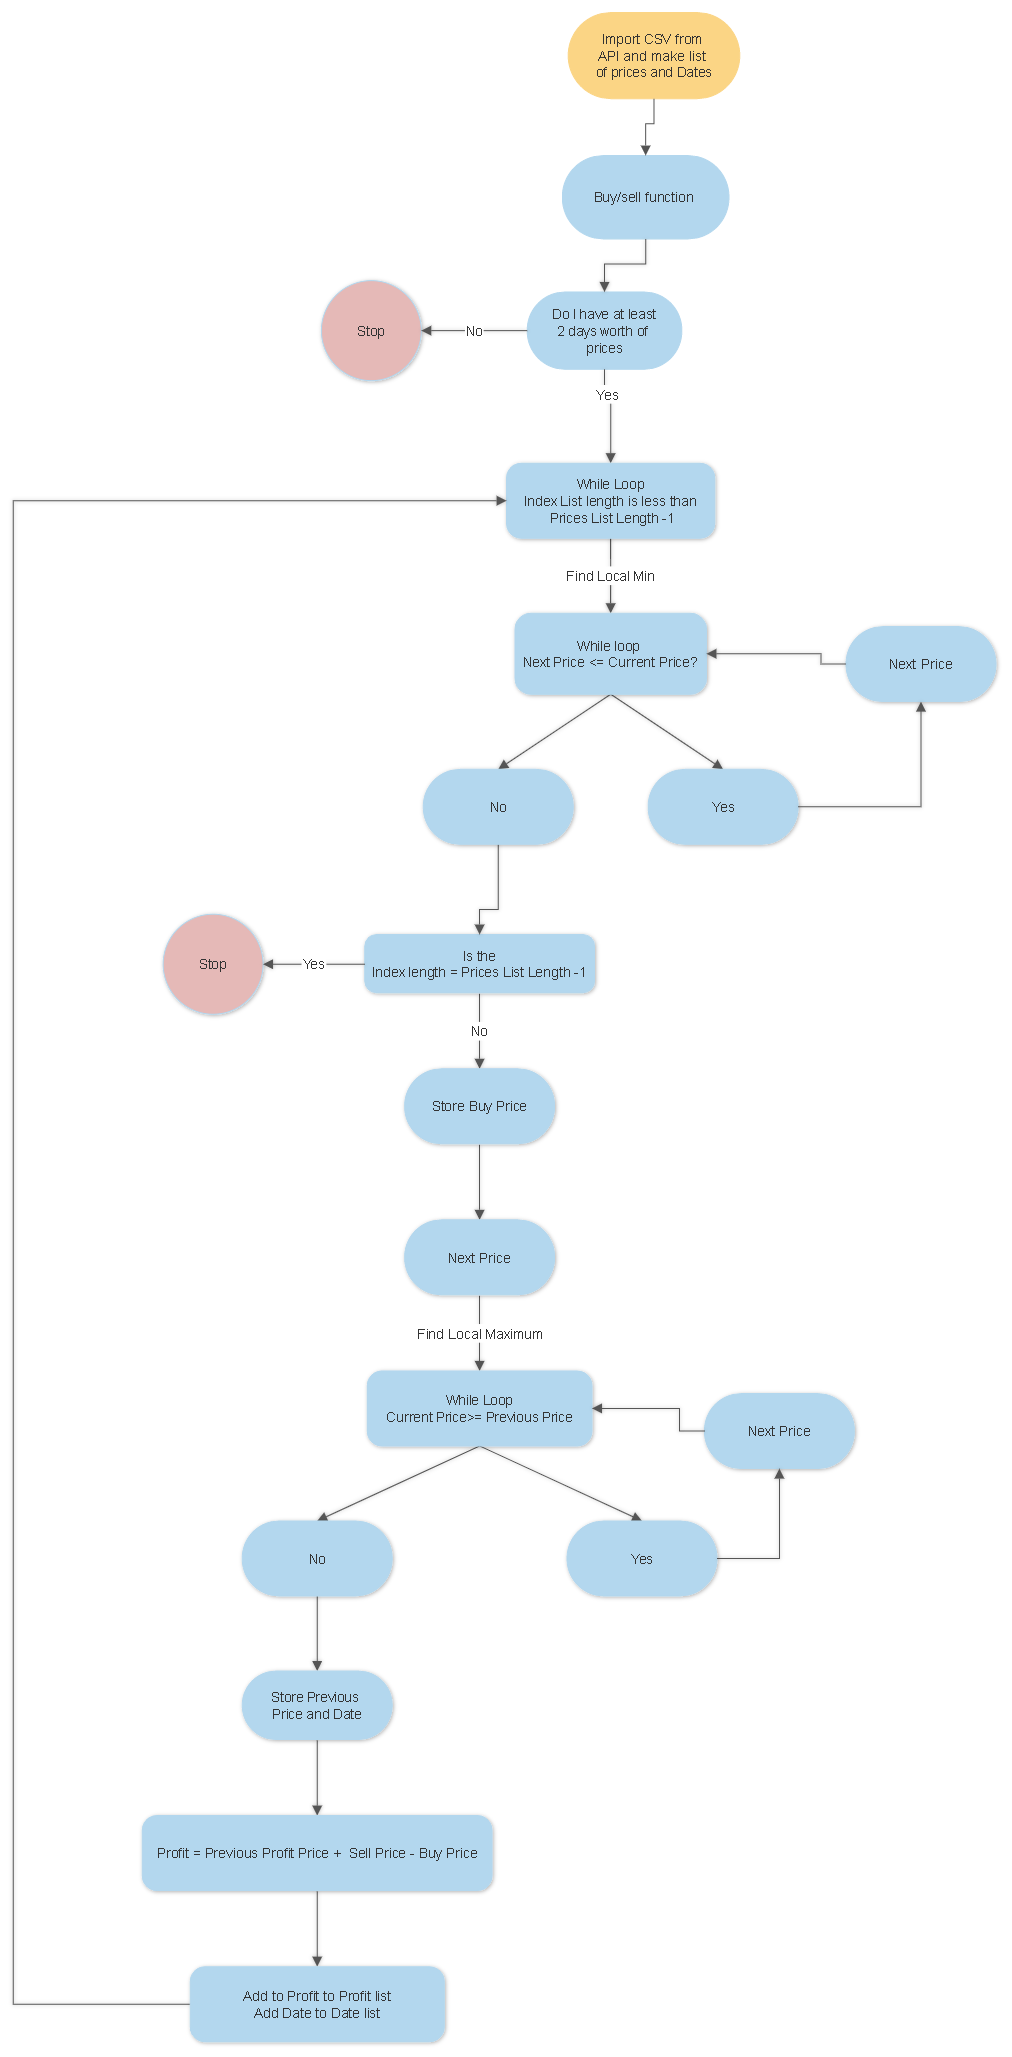 Import CSV from
API and make list
of prices and Dates
Buy/sell function
Do I have at least
2 days worth of
prices
No
Stop
Yes
While Loop
Index List length is less than
Prices List Length -1
Find Local Min
While loop
Next Price <= Current Price?
Next Price
No
Yes
Is the
Index length = Prices List Length -1
Yes
Stop
No
Store Buy Price
Next Price
Find Local Maximum
While Loop
Current Price>= Previous Price
Next Price
No
Yes
Store Previous
Price and Date
Profit = Previous Profit Price + Sell Price - Buy Price
Add to Profit to Profit list
Add Date to Date list